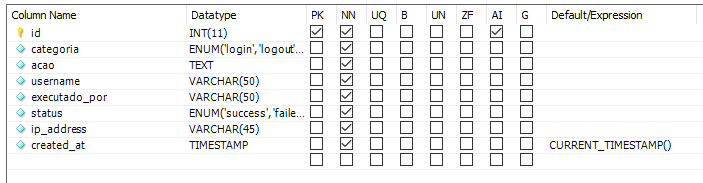 Column Name Datatype PK NN UQ B UN ZF AI G Default/Expression
id INT(11)
categoria ENUM('login', 'logout'...
acao TEXT
username VARCHAR(50)
executado_por VARCHAR(50)
status ENUM('success', 'faile...
ip_address VARCHAR(45)
created_at TIMESTAMP CURRENT_TIMESTAMP()